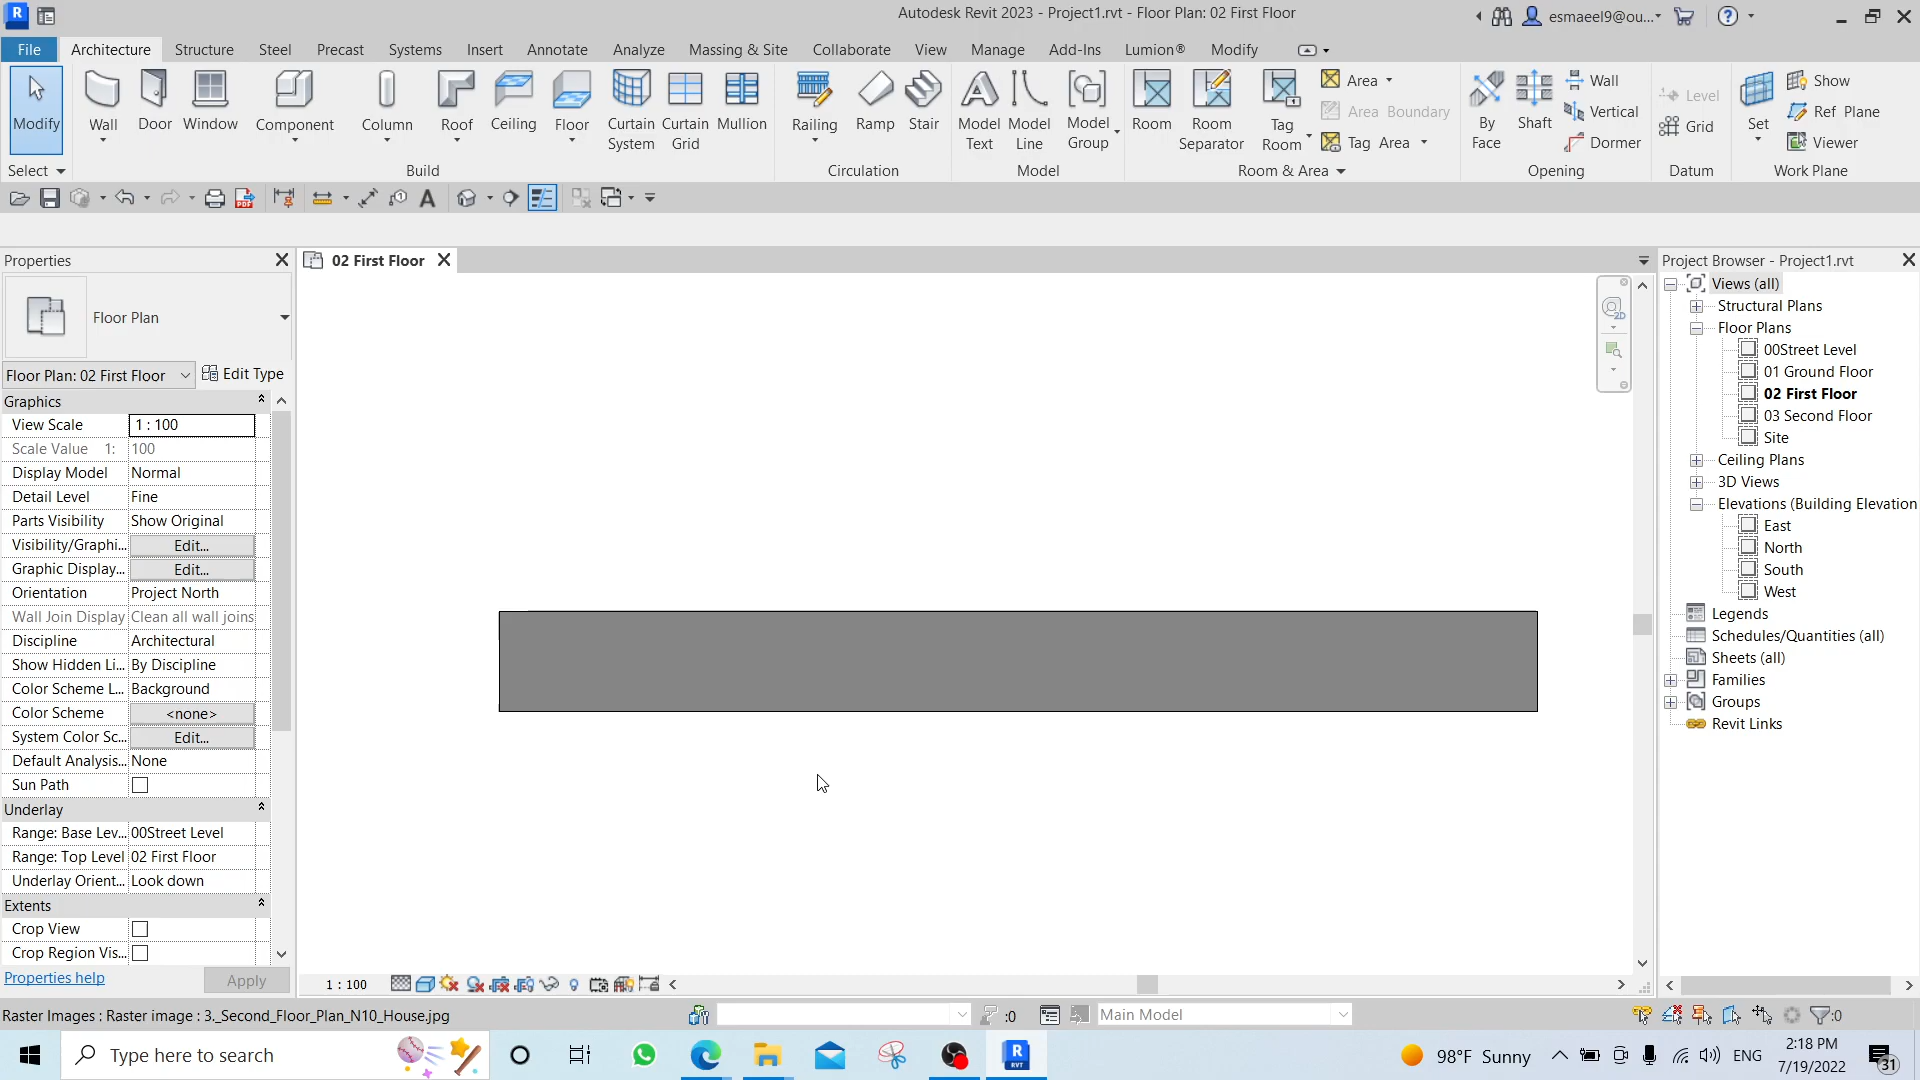 Autodesk Revit 2023 - Project1.rvt - Floor Plan: 02 First Floor
esmaeel9@ou...
File Architecture Structure Steel Precast Systems Insert Annotate Analyze Massing & Site Collaborate View Manage Add-Ins Lumion® Modify
Modify Wall Door Window Component Column Roof Ceiling Floor Curtain System Curtain Grid Mullion Railing Ramp Stair Model Text Model Line Model Group Room Room Separator Tag Room
Area
Area Boundary
Tag Area
By Face Shaft
Wall
Vertical
Dormer
Level
Grid
Set
Show
Ref Plane
Viewer
Select Build Circulation Model Room & Area Opening Datum Work Plane
Properties
Floor Plan
Floor Plan: 02 First Floor Edit Type
Graphics
View Scale 1 : 100
Scale Value 1: 100
Display Model Normal
Detail Level Fine
Parts Visibility Show Original
Visibility/Graphi... Edit...
Graphic Display... Edit...
Orientation Project North
Wall Join Display Clean all wall joins
Discipline Architectural
Show Hidden Li... By Discipline
Color Scheme L... Background
Color Scheme <none>
System Color Sc... Edit...
Default Analysis... None
Sun Path
Underlay
Range: Base Lev... 00Street Level
Range: Top Level 02 First Floor
Underlay Orient... Look down
Extents
Crop View
Crop Region Vis...
Properties help Apply
02 First Floor
2D
1 : 100
Project Browser - Project1.rvt
Views (all)
Structural Plans
Floor Plans
00Street Level
01 Ground Floor
02 First Floor
03 Second Floor
Site
Ceiling Plans
3D Views
Elevations (Building Elevation
East
North
South
West
Legends
Schedules/Quantities (all)
Sheets (all)
Families
Groups
Revit Links
Raster Images : Raster image : 3._Second_Floor_Plan_N10_House.jpg
:0
Main Model
:0
Type here to search
98°F Sunny
ENG
2:18 PM
7/19/2022
31